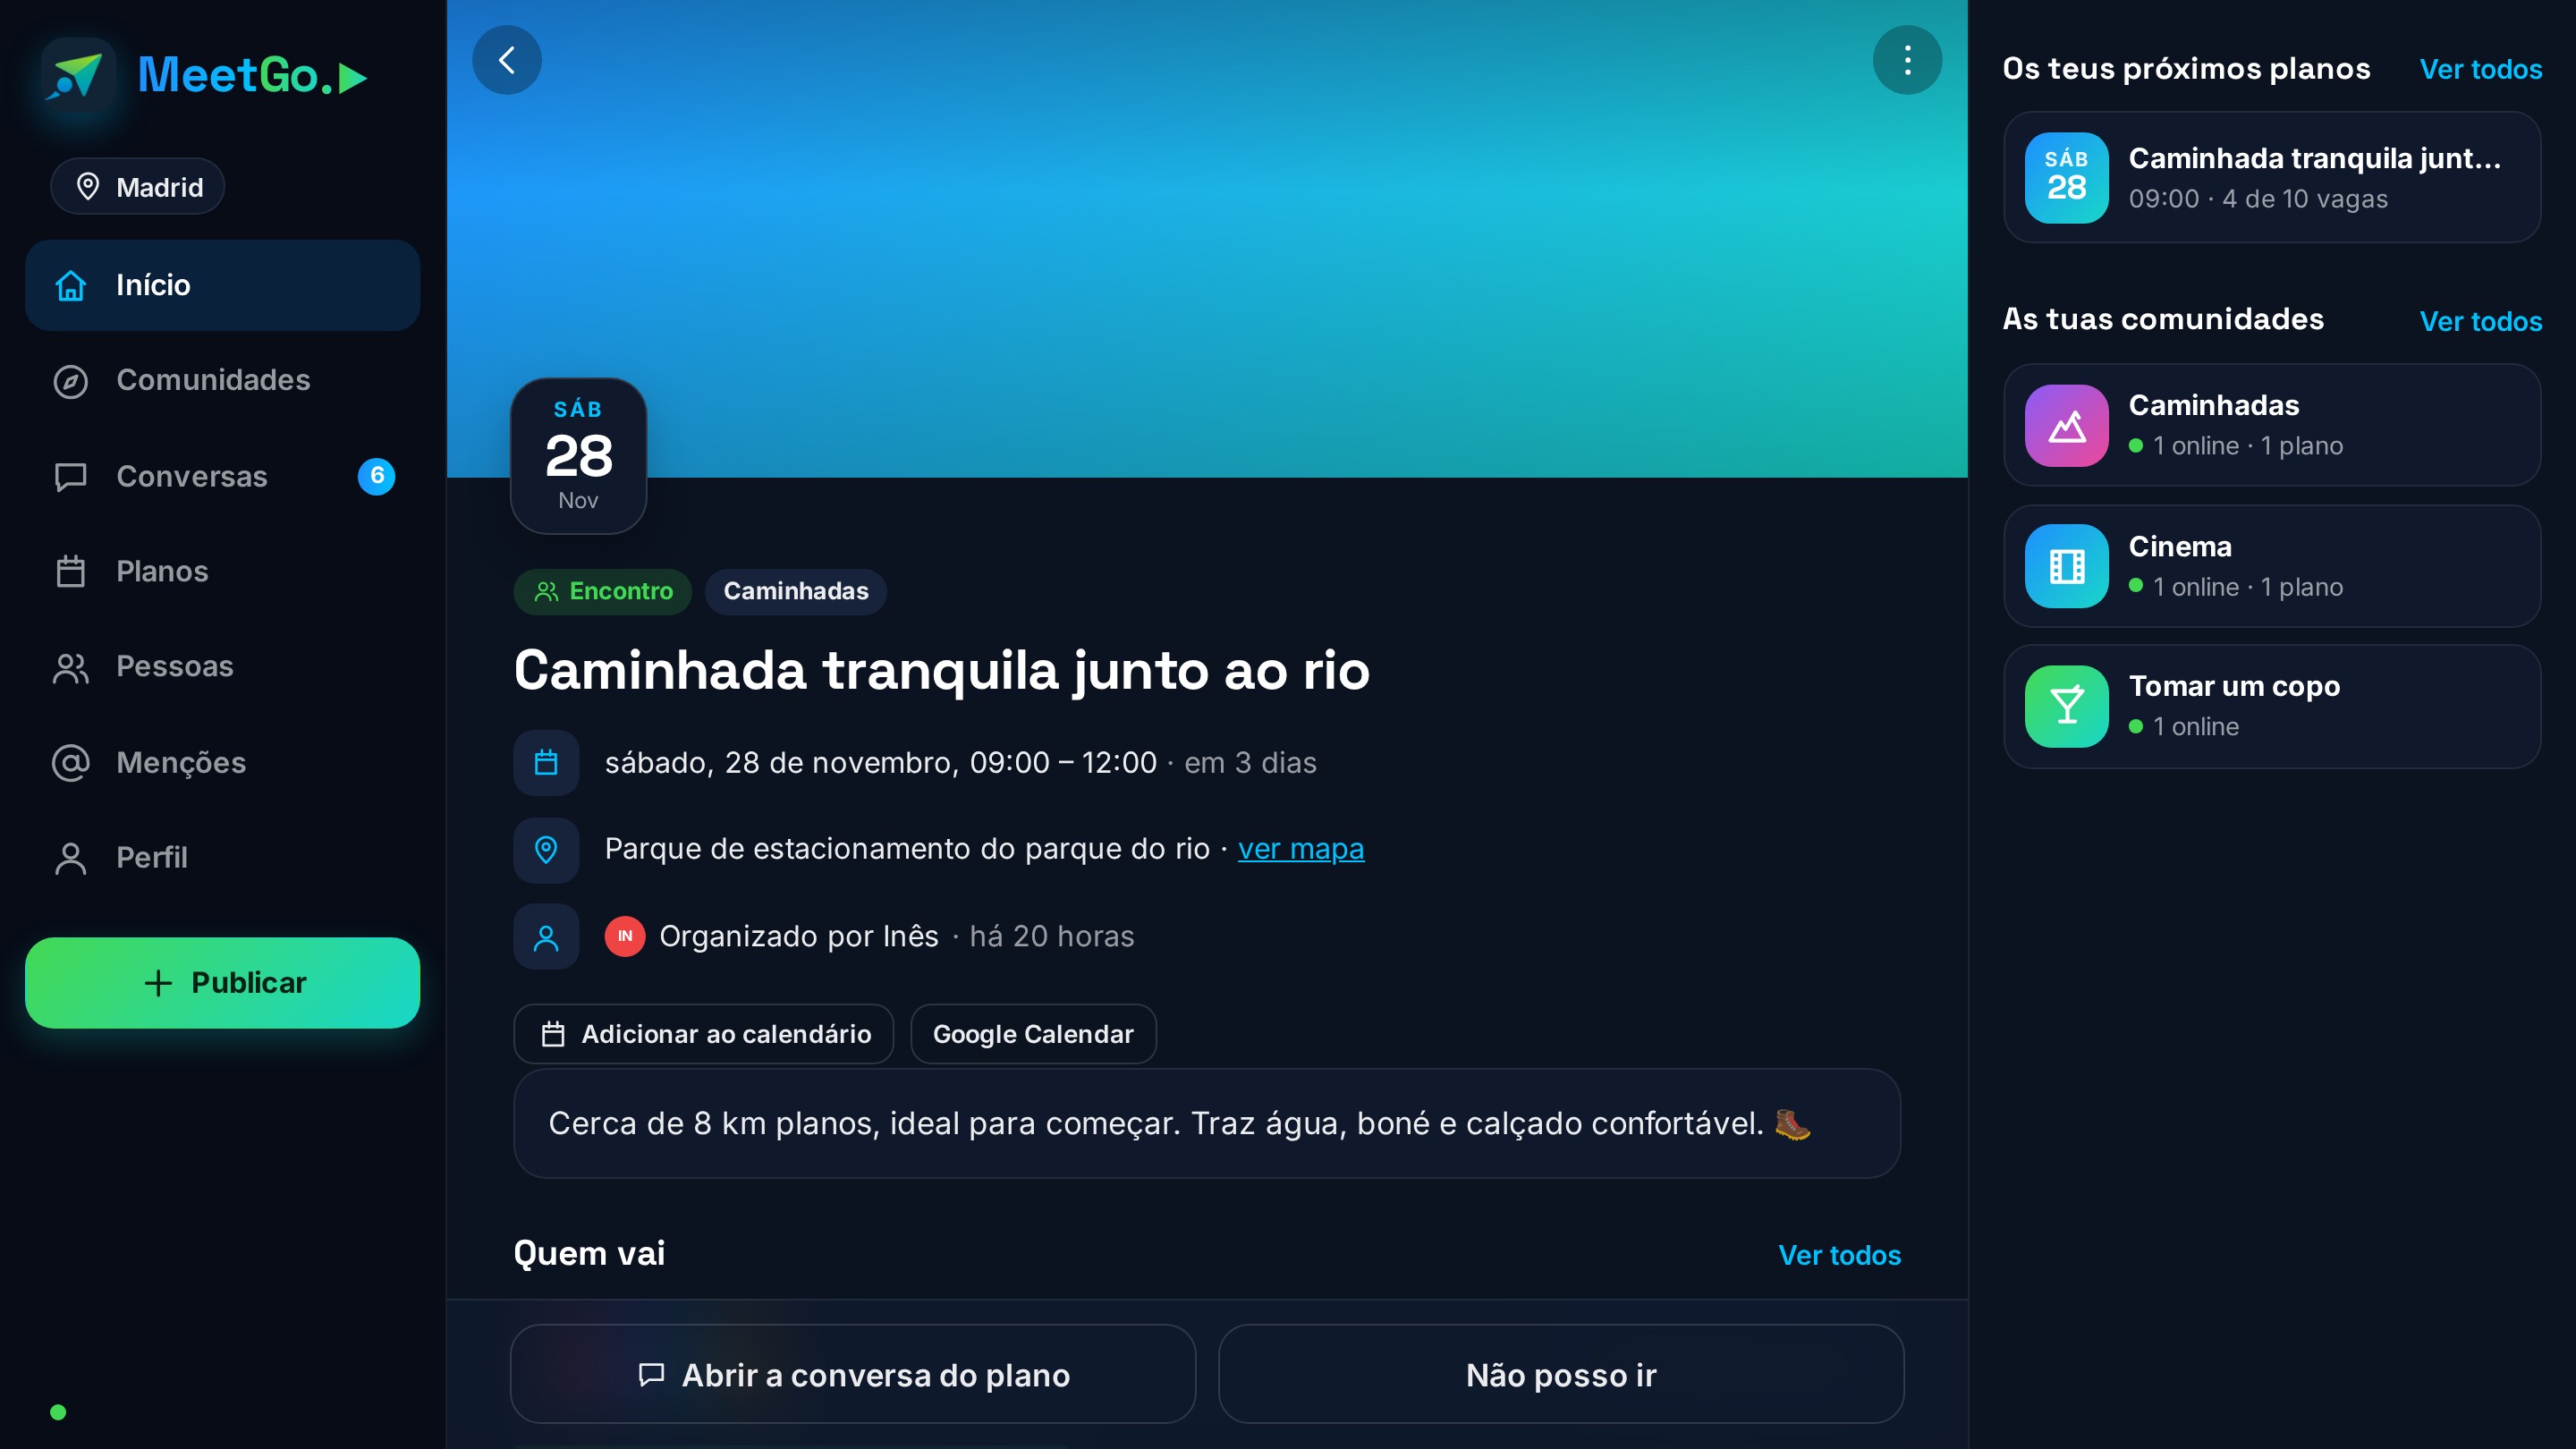 MeetGo.
Madrid
Início
Comunidades
Conversas
6
Planos
Pessoas
Menções
Perfil
Publicar
SÁB
28
Nov
Encontro
Caminhadas
Caminhada tranquila junto ao rio
sábado, 28 de novembro, 09:00 – 12:00 · em 3 dias
Parque de estacionamento do parque do rio · ver mapa
IN Organizado por Inês · há 20 horas
Adicionar ao calendário
Google Calendar
Cerca de 8 km planos, ideal para começar. Traz água, boné e calçado confortável. 🥾
Quem vai
Ver todos
Abrir a conversa do plano
Não posso ir
Os teus próximos planos
Ver todos
SÁB
28
Caminhada tranquila junt...
09:00 · 4 de 10 vagas
As tuas comunidades
Ver todos
Caminhadas
1 online · 1 plano
Cinema
1 online · 1 plano
Tomar um copo
1 online